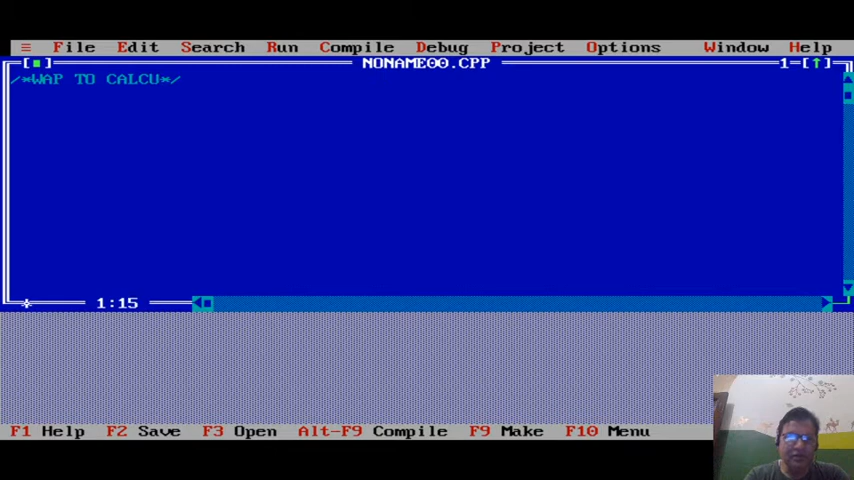 ≡ File Edit Search Run Compile Debug Project Options Window Help
[■] NONAME00.CPP 1=[↑]
/*WAP TO CALCU*/
* 1:15
F1 Help F2 Save F3 Open Alt-F9 Compile F9 Make F10 Menu